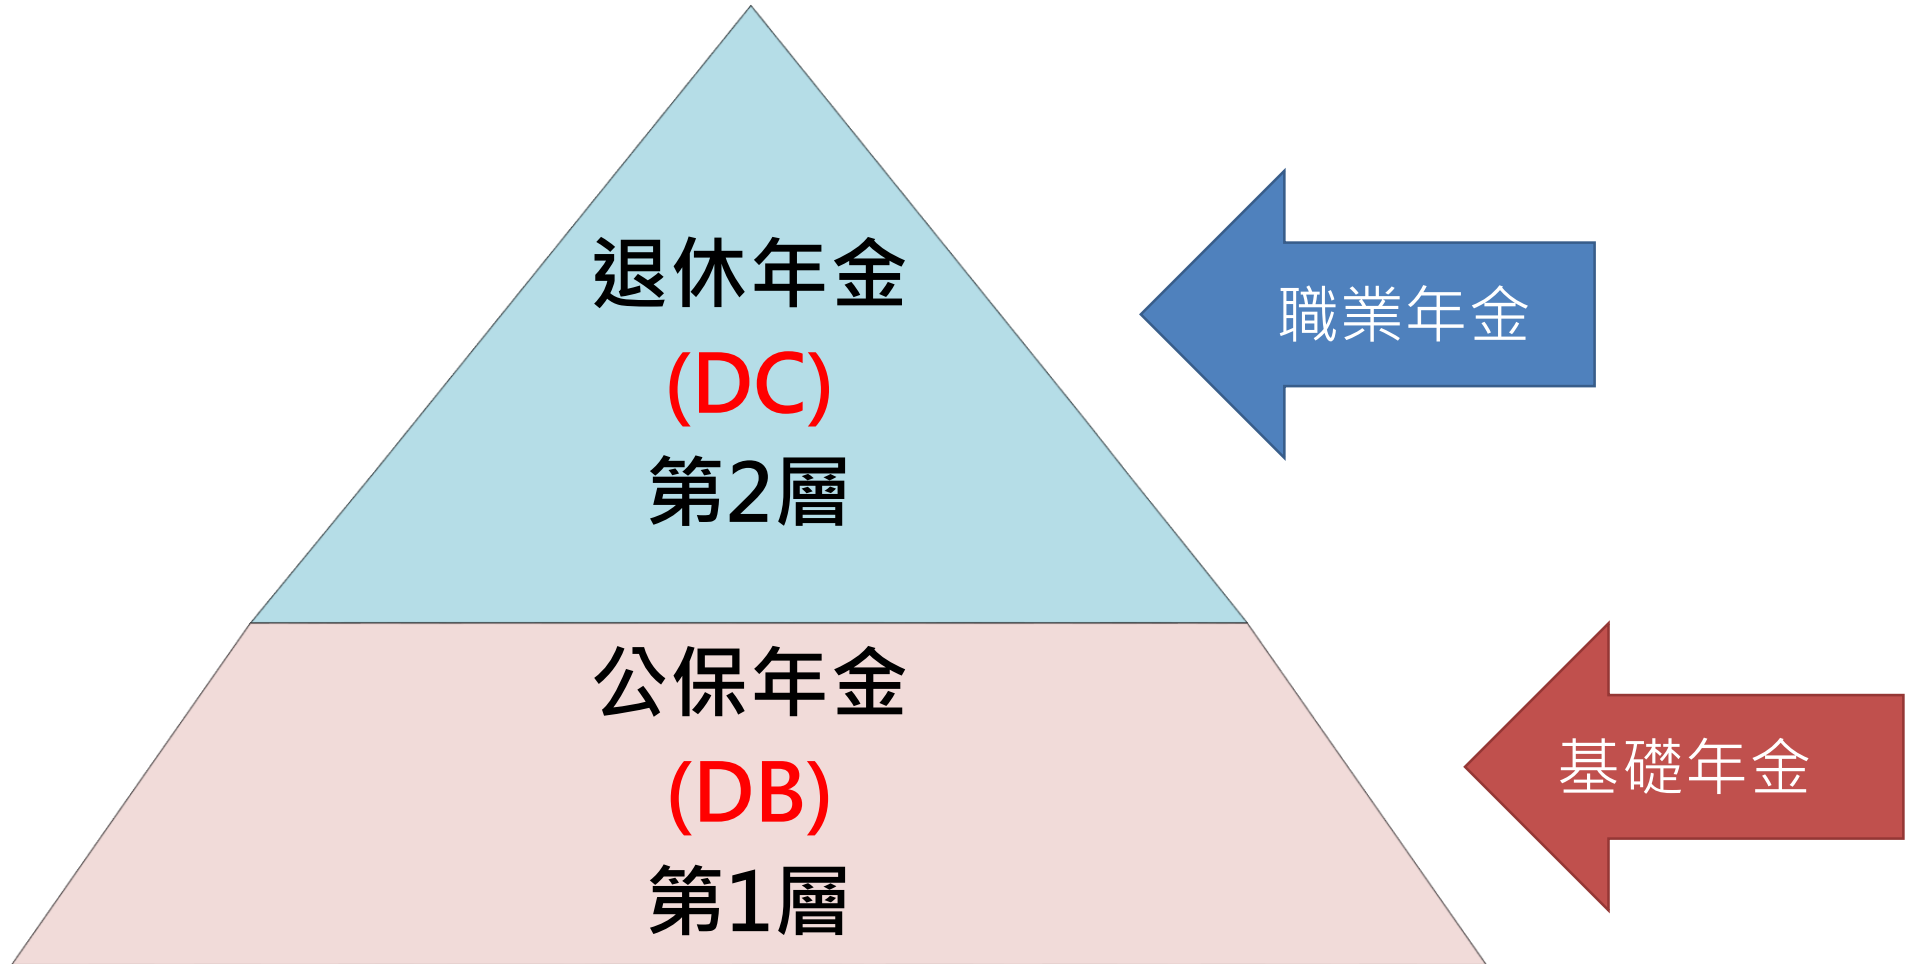 退休年金
(DC)
第2層
職業年金
公保年金
(DB)
第1層
基礎年金